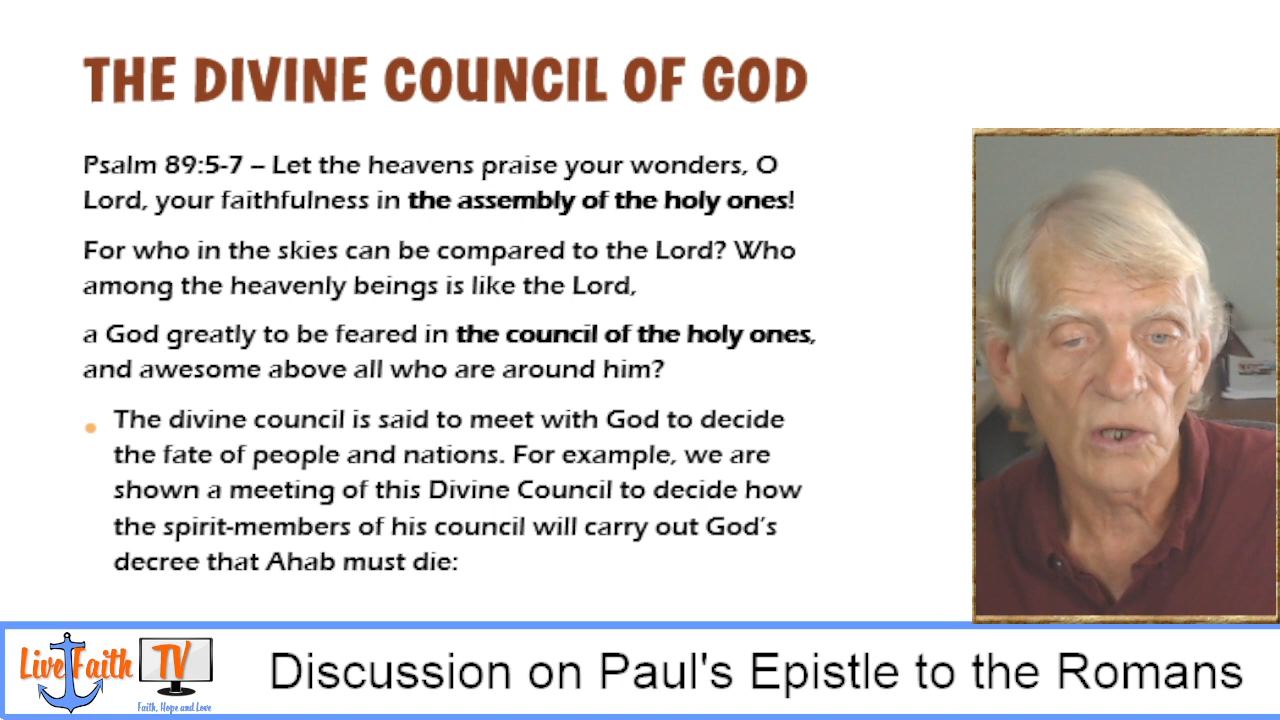 THE DIVINE COUNCIL OF GOD
Psalm 89:5-7 – Let the heavens praise your wonders, O
Lord, your faithfulness in the assembly of the holy ones!
For who in the skies can be compared to the Lord? Who
among the heavenly beings is like the Lord,
a God greatly to be feared in the council of the holy ones,
and awesome above all who are around him?
• The divine council is said to meet with God to decide
the fate of people and nations. For example, we are
shown a meeting of this Divine Council to decide how
the spirit-members of his council will carry out God's
decree that Ahab must die:
Live Faith TV
Faith, Hope and Love
Discussion on Paul's Epistle to the Romans